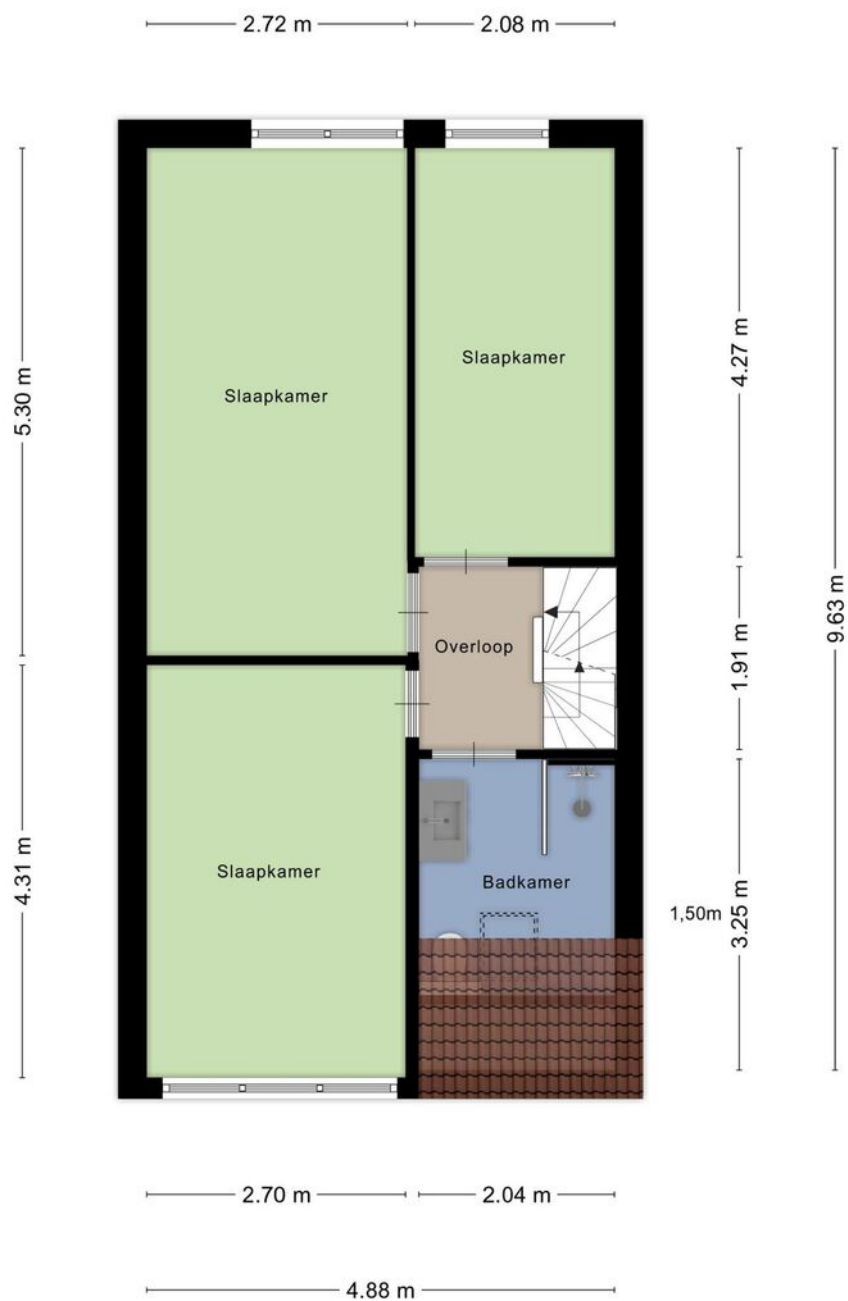 2.72 m
2.08 m
5.30 m
4.27 m
9.63 m
Slaapkamer
Slaapkamer
Overloop
1.91 m
4.31 m
Slaapkamer
Badkamer
1,50m
3.25 m
2.70 m
2.04 m
4.88 m